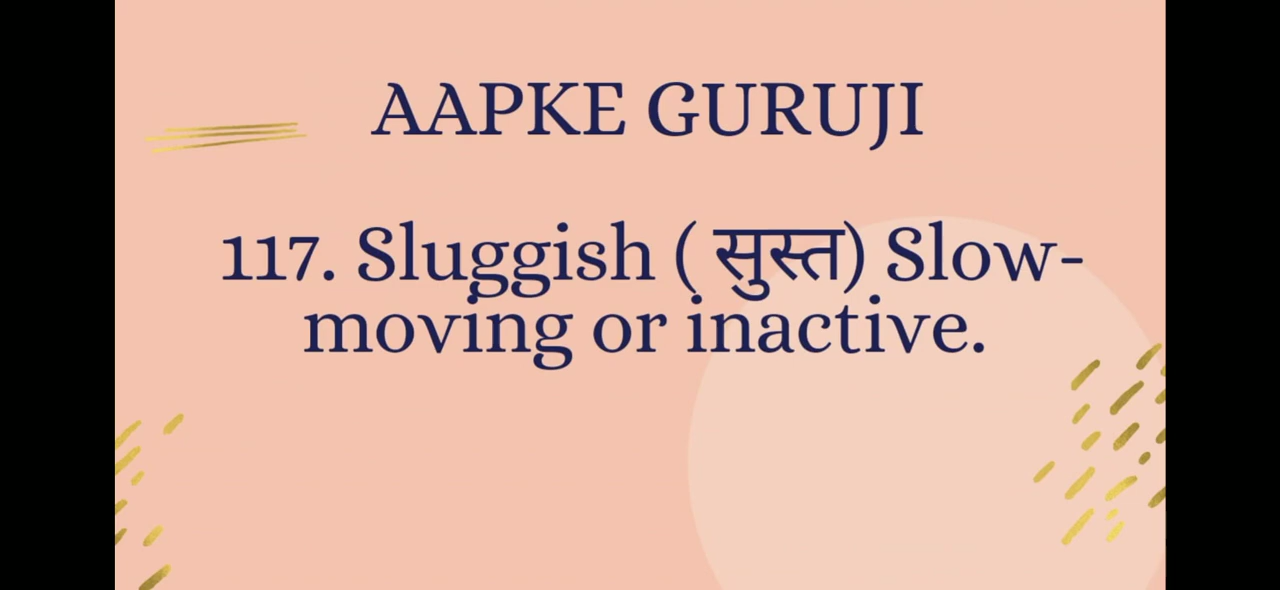 AAPKE GURUJI
117. Sluggish ( सुस्त) Slow-
moving or inactive.